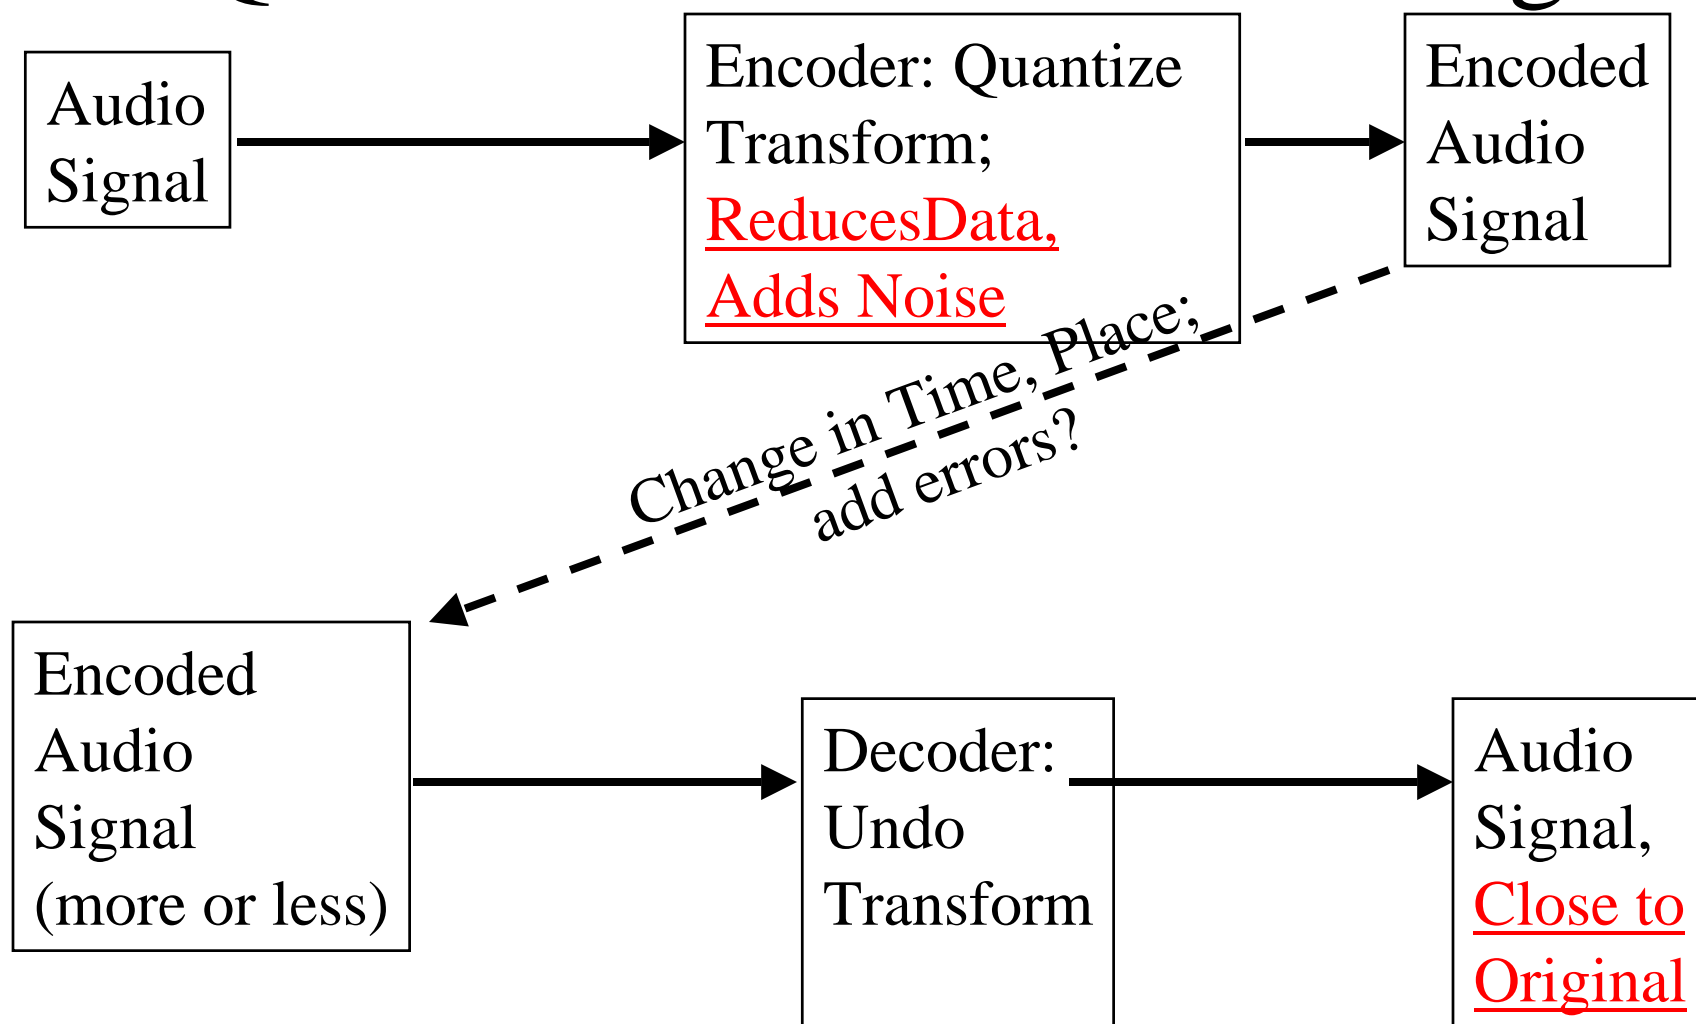 Audio
Signal
Encoder: Quantize
Transform;
ReducesData,
Adds Noise
Encoded
Audio
Signal
Change in Time, Place;
add errors?
Encoded
Audio
Signal
(more or less)
Decoder:
Undo
Transform
Audio
Signal,
Close to
Original